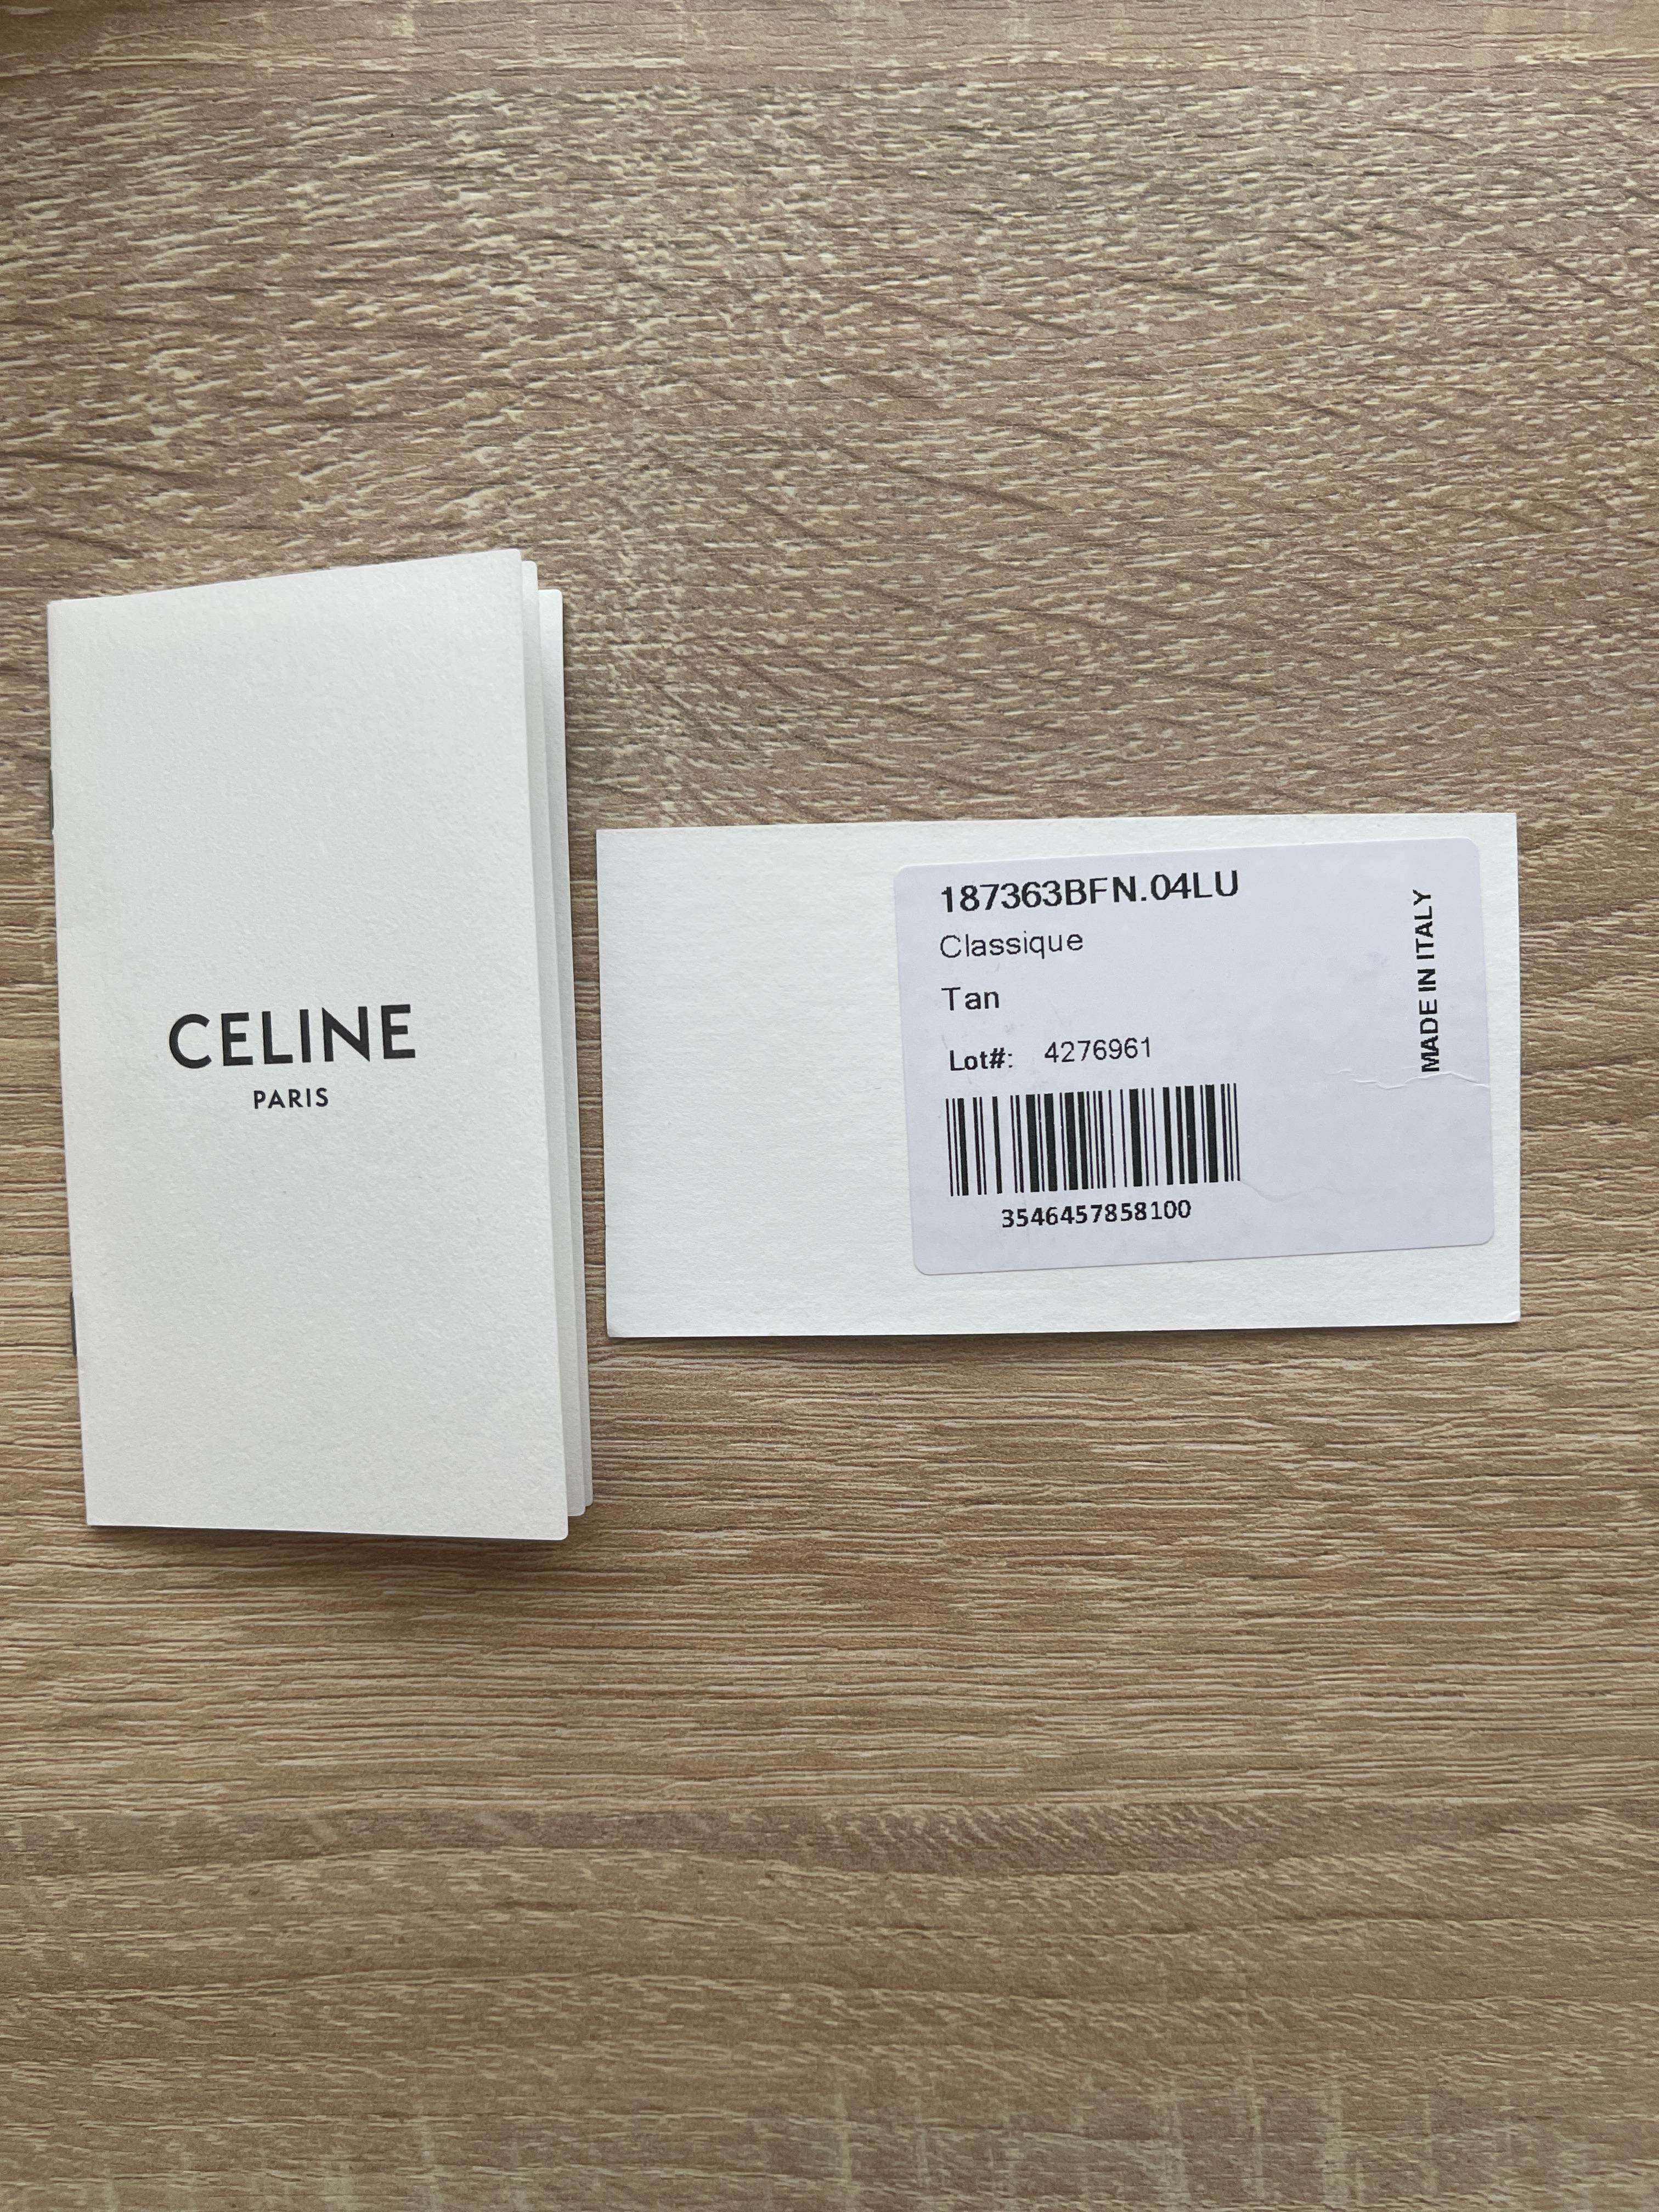 CELINE
PARIS
187363BFN.04LU
Classique
Tan
Lot#: 4276961
3546457858100
MADE IN ITALY